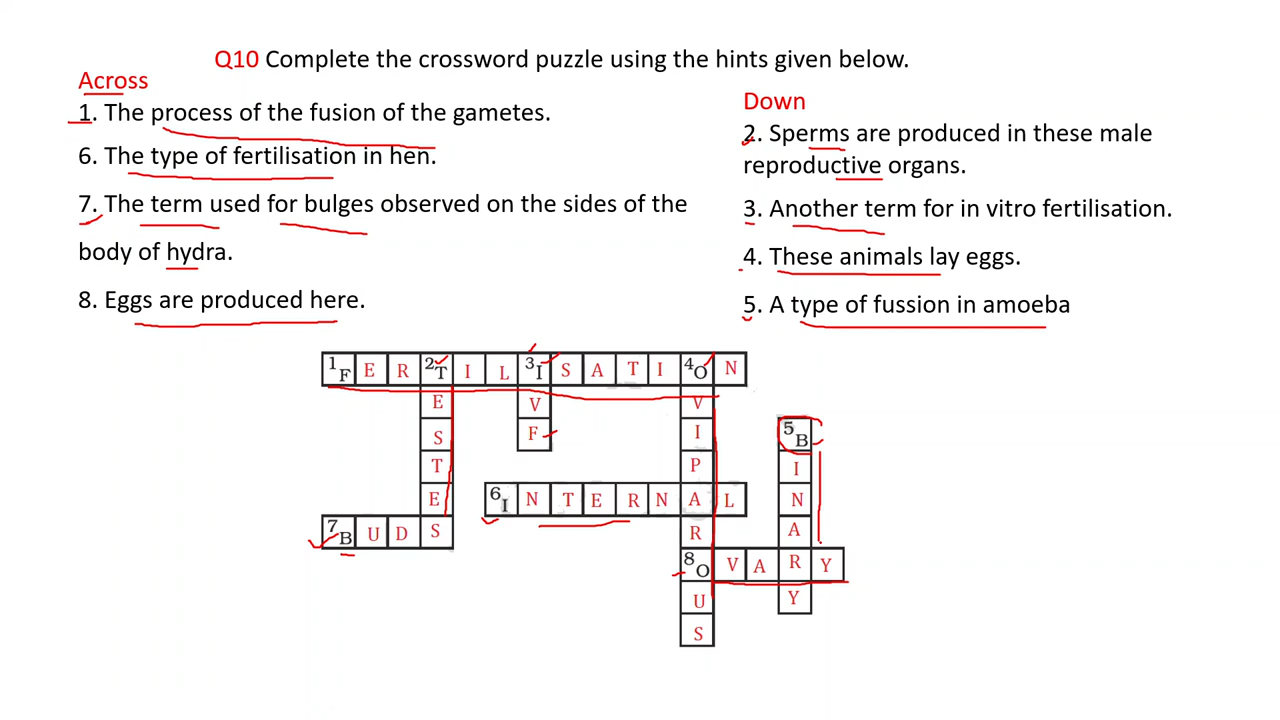 Q10 Complete the crossword puzzle using the hints given below.
Across
1. The process of the fusion of the gametes.
6. The type of fertilisation in hen.
7. The term used for bulges observed on the sides of the
body of hydra.
8. Eggs are produced here.
Down
2. Sperms are produced in these male
reproductive organs.
3. Another term for in vitro fertilisation.
4. These animals lay eggs.
5. A type of fussion in amoeba
1F E R 2T I L 3I S A T I 4O N
E V V
S F I 5B
T P I
E 6I N T E R N A L N
7B U D S R A
8O V A R Y
U Y
S